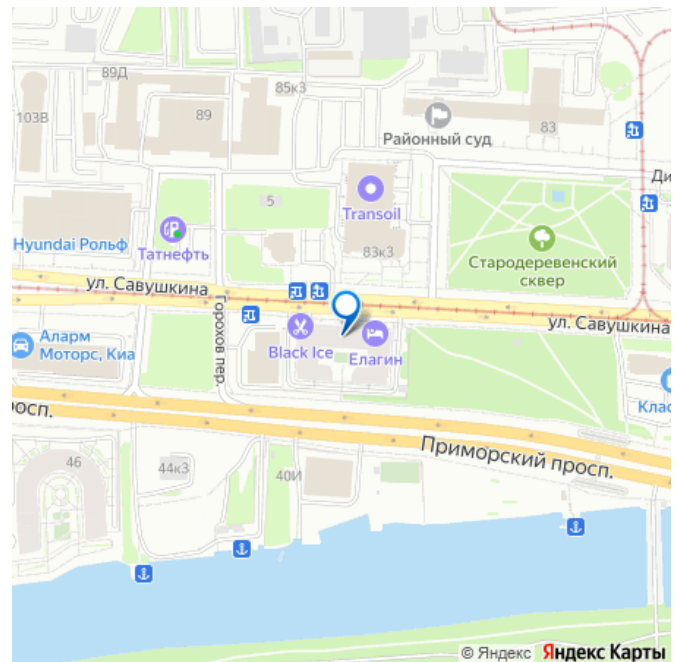 89Д
85к3
103В
89
83
Районный суд
5
Transoil
Ди
Hyundai Рольф
Татнефть
83к3
Стародеревенский
сквер
ул. Савушкина
Горохов пер.
ул. Савушкина
Аларм
Моторс, Киа
Black Ice
Елагин
Клас
росп.
Приморский просп.
46
44к3
40И
© Яндекс Яндекс Карты